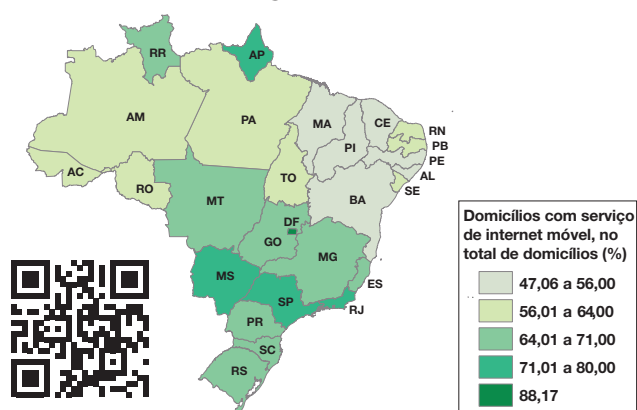 RR
AP
AM
PA
MA
CE
RN
PB
PE
AL
SE
PI
AC
RO
TO
BA
MT
DF
GO
MG
ES
MS
SP
RJ
PR
SC
RS
Domicílios com serviço
de internet móvel, no
total de domicílios (%)
47,06 a 56,00
56,01 a 64,00
64,01 a 71,00
71,01 a 80,00
88,17